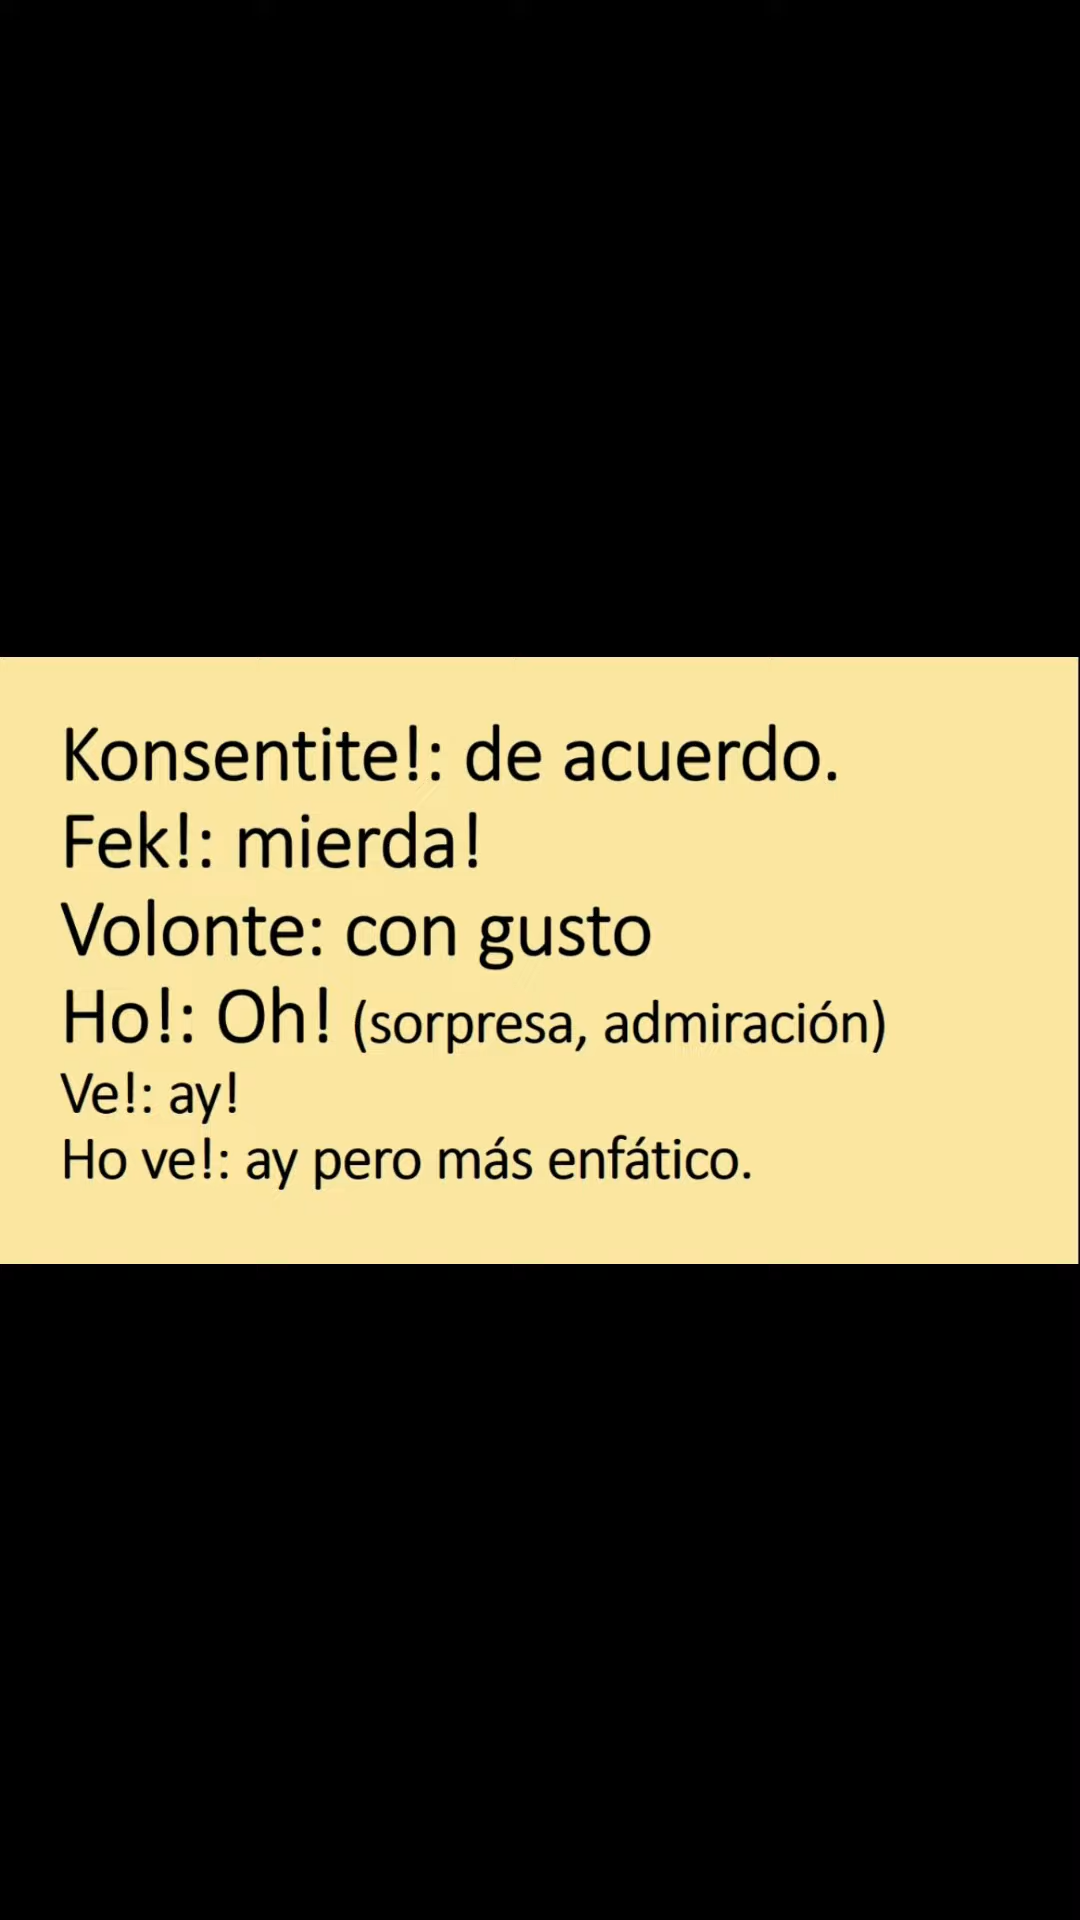 Konsentite!: de acuerdo.
Fek!: mierda!
Volonte: con gusto
Ho!: Oh! (sorpresa, admiración)
Ve!: ay!
Ho ve!: ay pero más enfático.